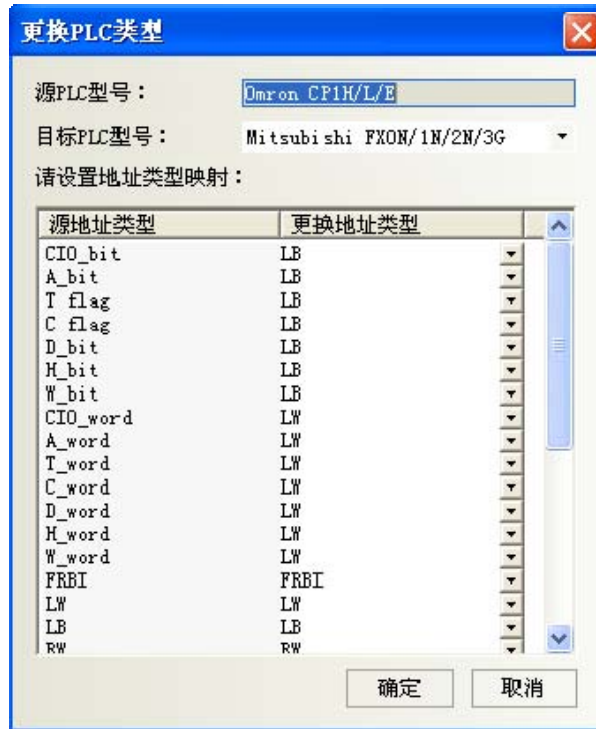 更换PLC类型
源PLC型号： Omron CP1H/L/E
目标PLC型号： Mitsubishi FX0N/1N/2N/3G
请设置地址类型映射：
源地址类型 更换地址类型
CIO_bit LB
A_bit LB
T flag LB
C flag LB
D_bit LB
H_bit LB
W_bit LB
CIO_word LW
A_word LW
T_word LW
C_word LW
D_word LW
H_word LW
W_word LW
FRBI FRBI
LW LW
LB LB
RW RW
确定 取消